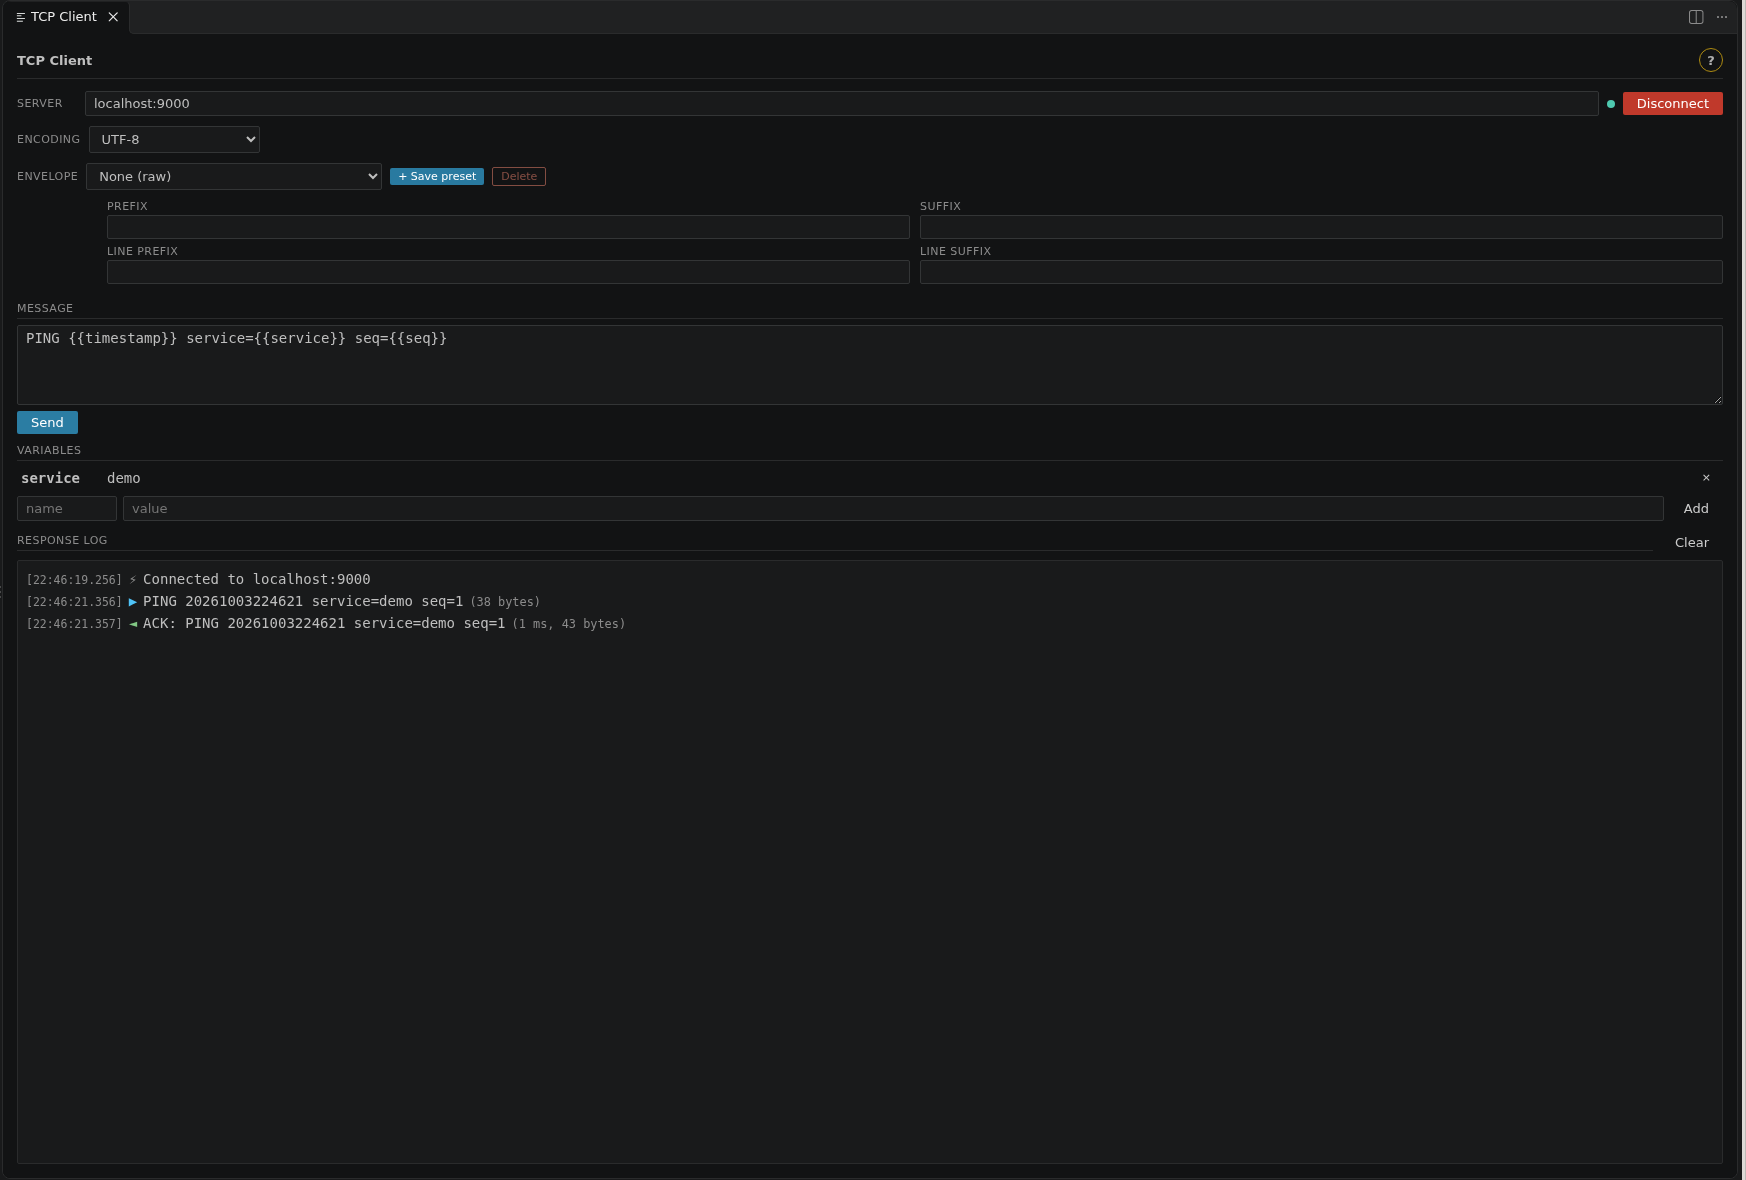 TCP Client
TCP Client
?
SERVER localhost:9000 Disconnect
ENCODING UTF-8
ENVELOPE None (raw) + Save preset Delete
PREFIX SUFFIX
LINE PREFIX LINE SUFFIX
MESSAGE
PING {{timestamp}} service={{service}} seq={{seq}}
Send
VARIABLES
service demo ×
name value Add
RESPONSE LOG Clear
[22:46:19.256] ⚡ Connected to localhost:9000
[22:46:21.356] ▶ PING 20261003224621 service=demo seq=1 (38 bytes)
[22:46:21.357] ◄ ACK: PING 20261003224621 service=demo seq=1 (1 ms, 43 bytes)